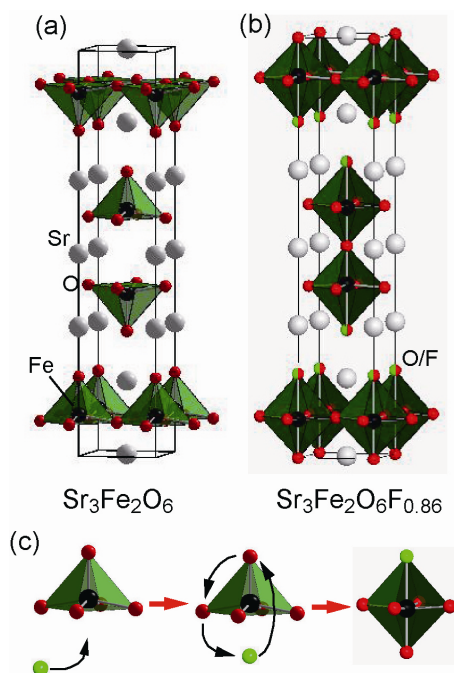 (a)
(b)
Sr
O
Fe
O/F
Sr₃Fe₂O₆
Sr₃Fe₂O₆F₀.₈₆
(c)